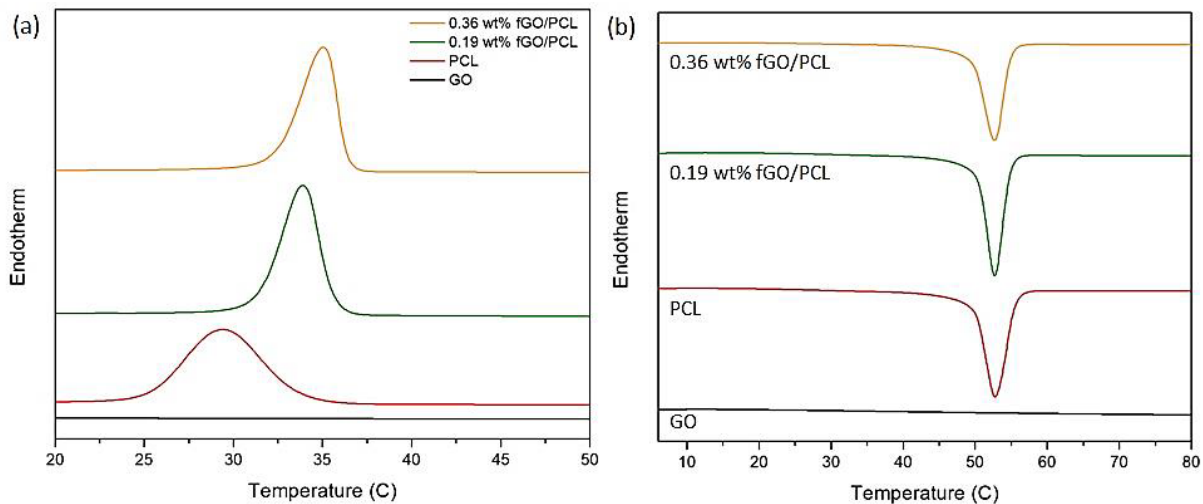 (a)
0.36 wt% fGO/PCL
0.19 wt% fGO/PCL
PCL
GO
Endotherm
20 25 30 35 40 45 50
Temperature (C)
(b)
0.36 wt% fGO/PCL
0.19 wt% fGO/PCL
PCL
GO
Endotherm
10 20 30 40 50 60 70 80
Temperature (C)